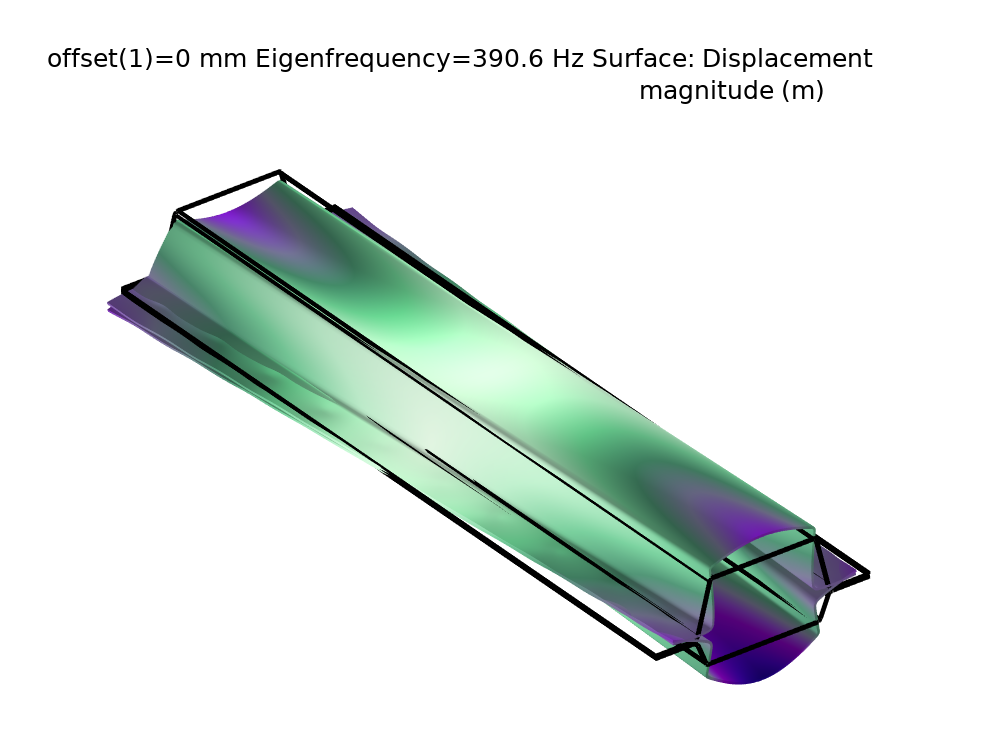 offset(1)=0 mm Eigenfrequency=390.6 Hz Surface: Displacement
magnitude (m)